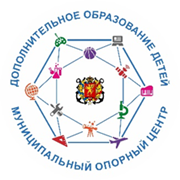 ДОПОЛНИТЕЛЬНОЕ ОБРАЗОВАНИЕ ДЕТЕЙ
МУНИЦИПАЛЬНЫЙ ОПОРНЫЙ ЦЕНТР